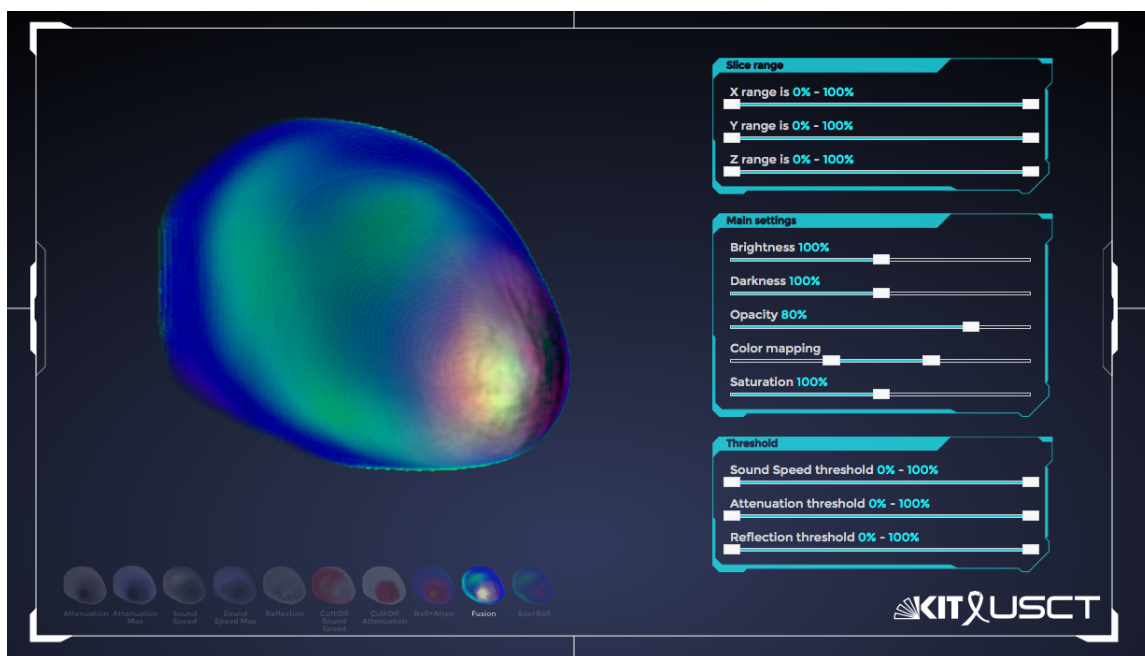 Slice range
X range is 0% - 100%
Y range is 0% - 100%
Z range is 0% - 100%
Main settings
Brightness 100%
Darkness 100%
Opacity 80%
Color mapping
Saturation 100%
Threshold
Sound Speed threshold 0% - 100%
Attenuation threshold 0% - 100%
Reflection threshold 0% - 100%
Attenuation
Attenuation
Max
Sound
Speed
Sound
Speed Max
Reflection
CuttOff
Sound
Speed
CuttOff
Attenuation
Refl+Atten
Fusion
Sos+Refl
KIT USCT